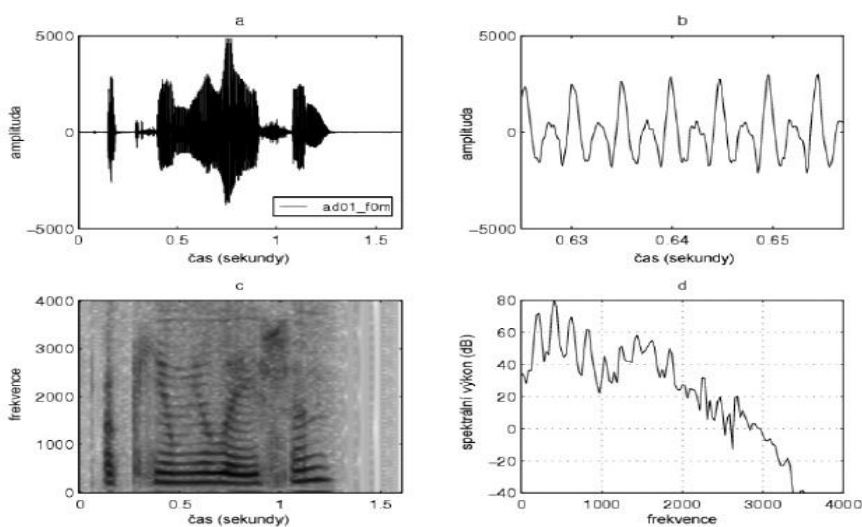 a
5000
0
−5000
amplituda
ad01_f0m
0 0.5 1 1.5
čas (sekundy)
b
5000
0
−5000
amplituda
0.63 0.64 0.65
čas (sekundy)
c
4000
3000
2000
1000
0
frekvence
0 0.5 1 1.5
čas (sekundy)
d
80
60
40
20
0
−20
−40
spektrální výkon (dB)
0 1000 2000 3000 4000
frekvence